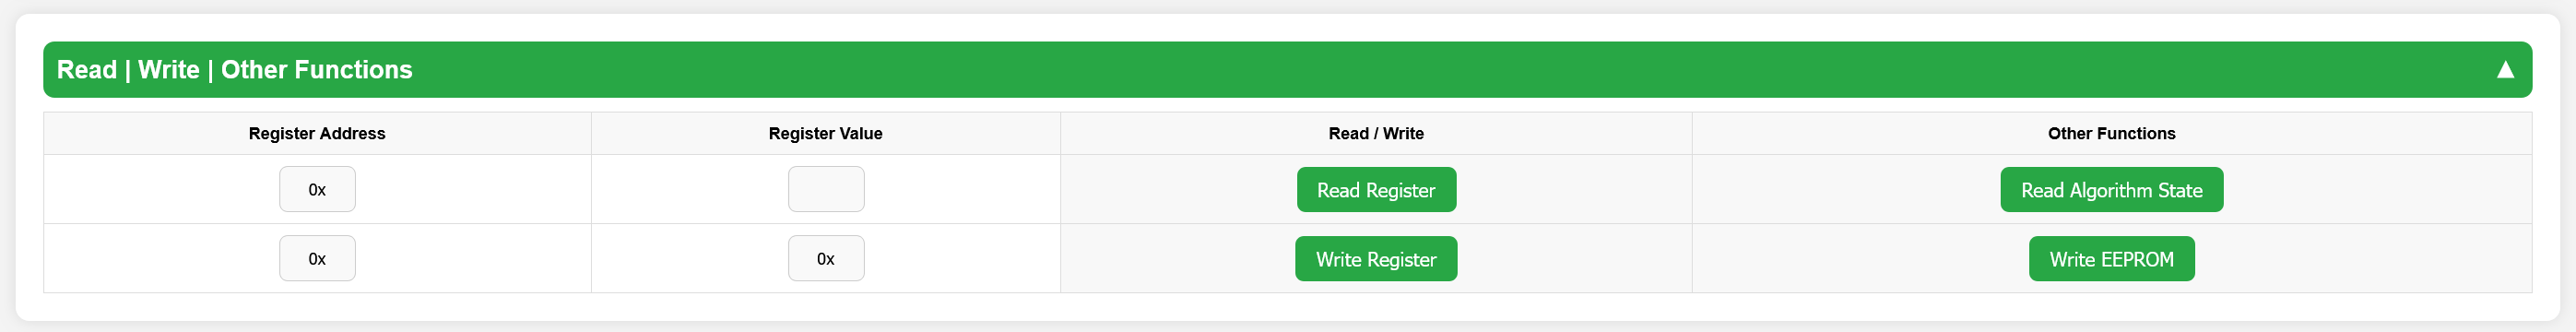 Read | Write | Other Functions ▲
Register Address Register Value Read / Write Other Functions
0x Read Register Read Algorithm State
0x 0x Write Register Write EEPROM